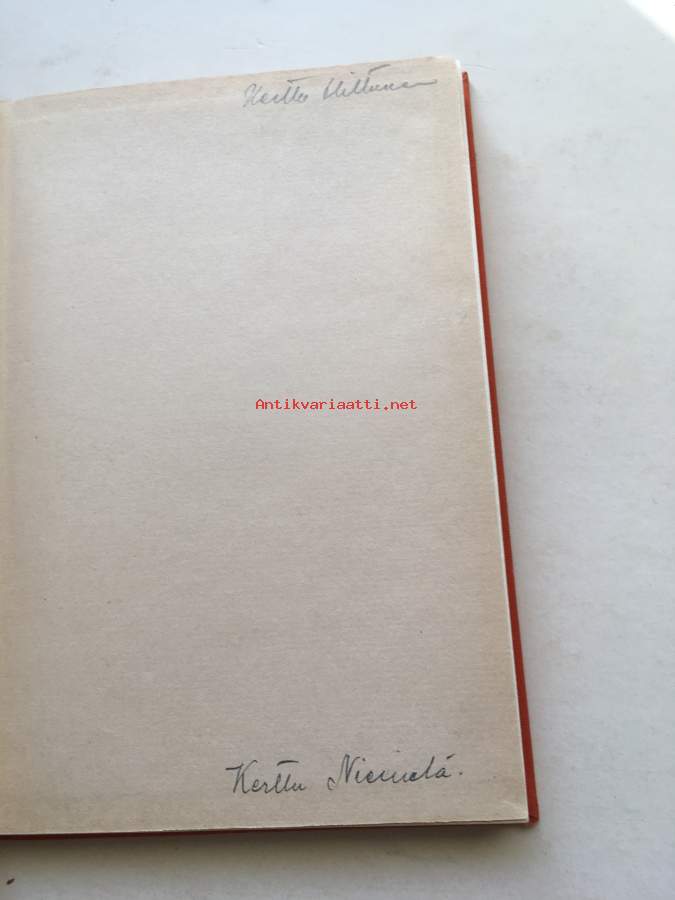 Kerttu
Antikvariaatti.net
Kerttu Niemelä.